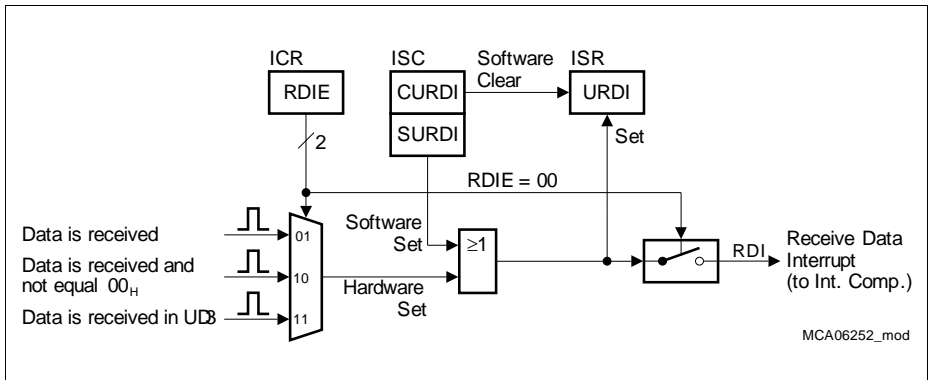 ICR
RDIE
2
ISC
CURDI
SURDI
Software
Clear
ISR
URDI
Set
RDIE = 00
Data is received
Data is received and
not equal 00H
Data is received in UD3
01
10
11
Software
Set
Hardware
Set
≥1
RDI
Receive Data
Interrupt
(to Int. Comp.)
MCA06252_mod